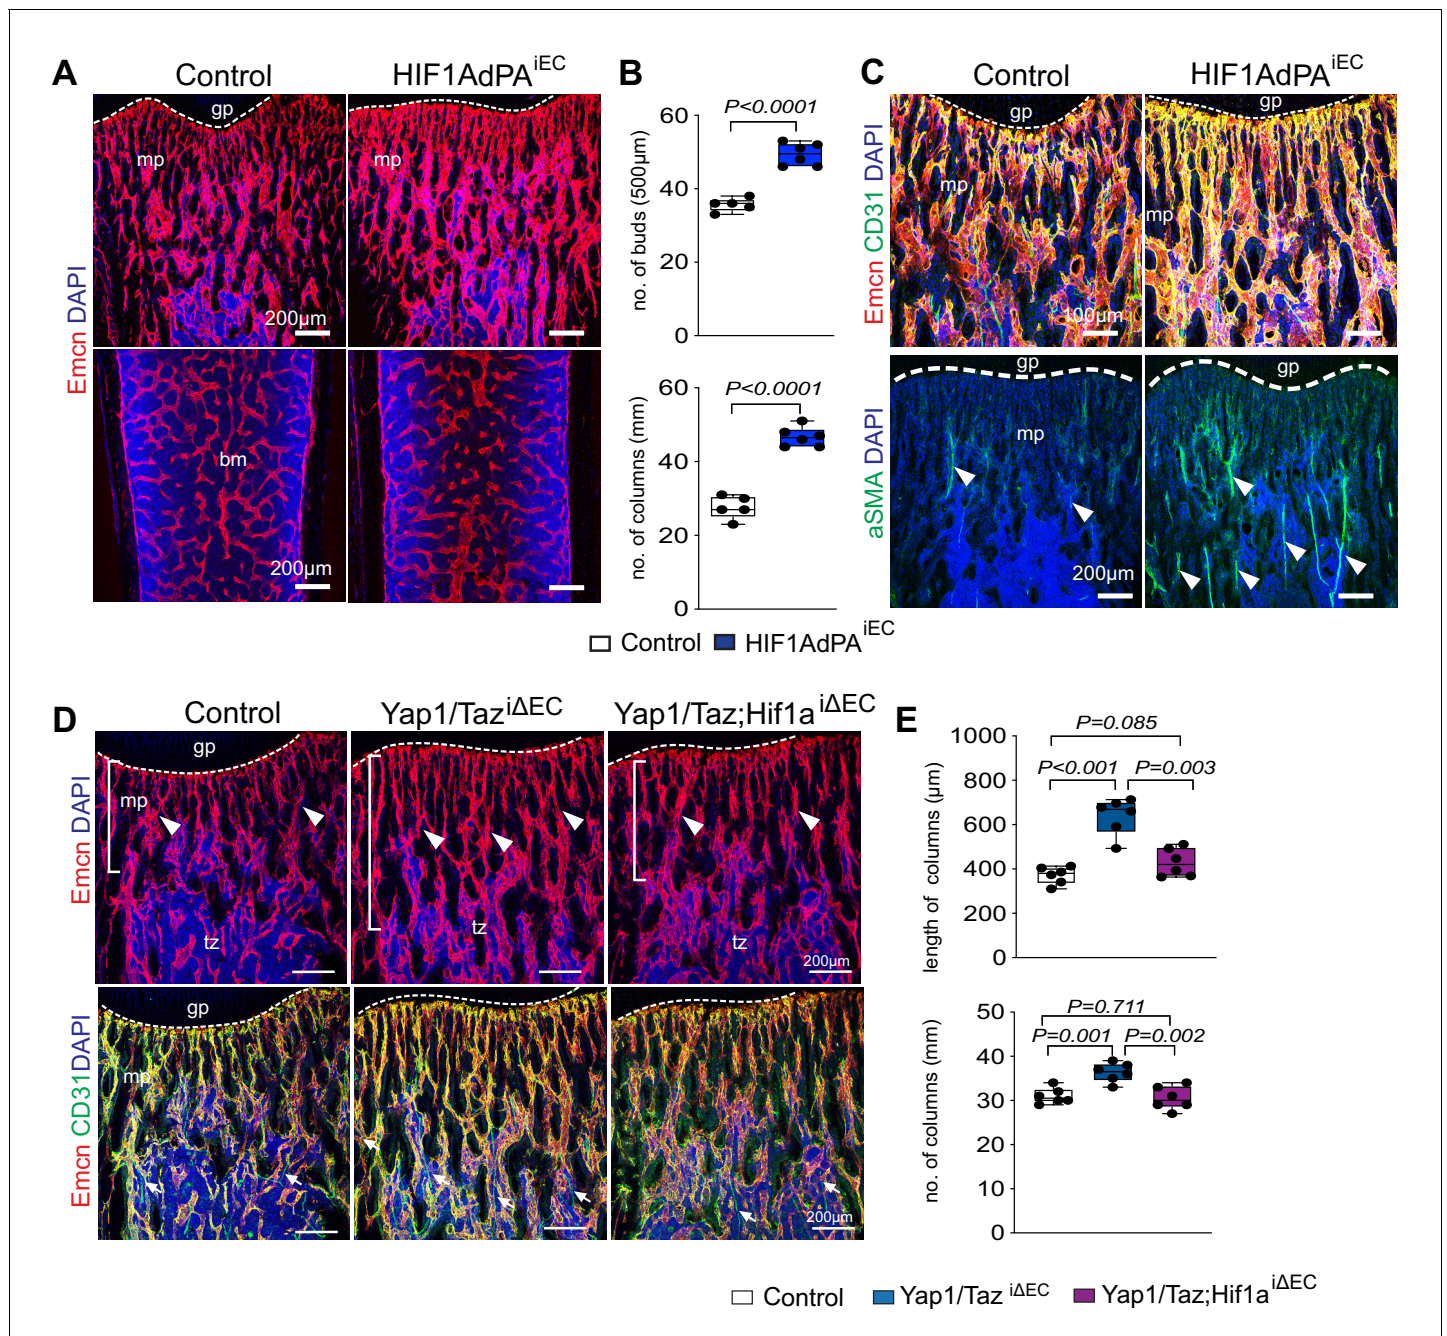 A
Control
HIF1AdPA^iEC
Emcn DAPI
gp
mp
mp
200µm
bm
200µm
B
P<0.0001
no. of buds (500µm)
60
40
20
0
P<0.0001
no. of columns (mm)
60
40
20
0
Control
HIF1AdPA^iEC
C
Control
HIF1AdPA^iEC
Emcn CD31 DAPI
gp
gp
mp
mp
100µm
aSMA DAPI
gp
gp
mp
200µm
D
Control
Yap1/Taz^iΔEC
Yap1/Taz;Hif1a^iΔEC
Emcn DAPI
gp
mp
tz
tz
tz
200µm
Emcn CD31DAPI
gp
mp
200µm
E
P=0.085
P<0.001
P=0.003
length of columns (µm)
1000
800
600
400
200
0
P=0.711
P=0.001
P=0.002
no. of columns (mm)
50
40
30
20
10
0
Control
Yap1/Taz^iΔEC
Yap1/Taz;Hif1a^iΔEC